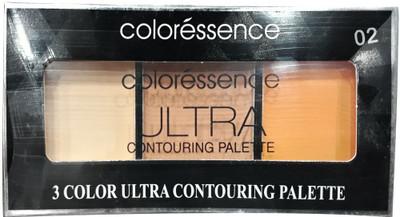 coloréssence
02
coloréssence
ULTRA
CONTOURING PALETTE
3 COLOR ULTRA CONTOURING PALETTE